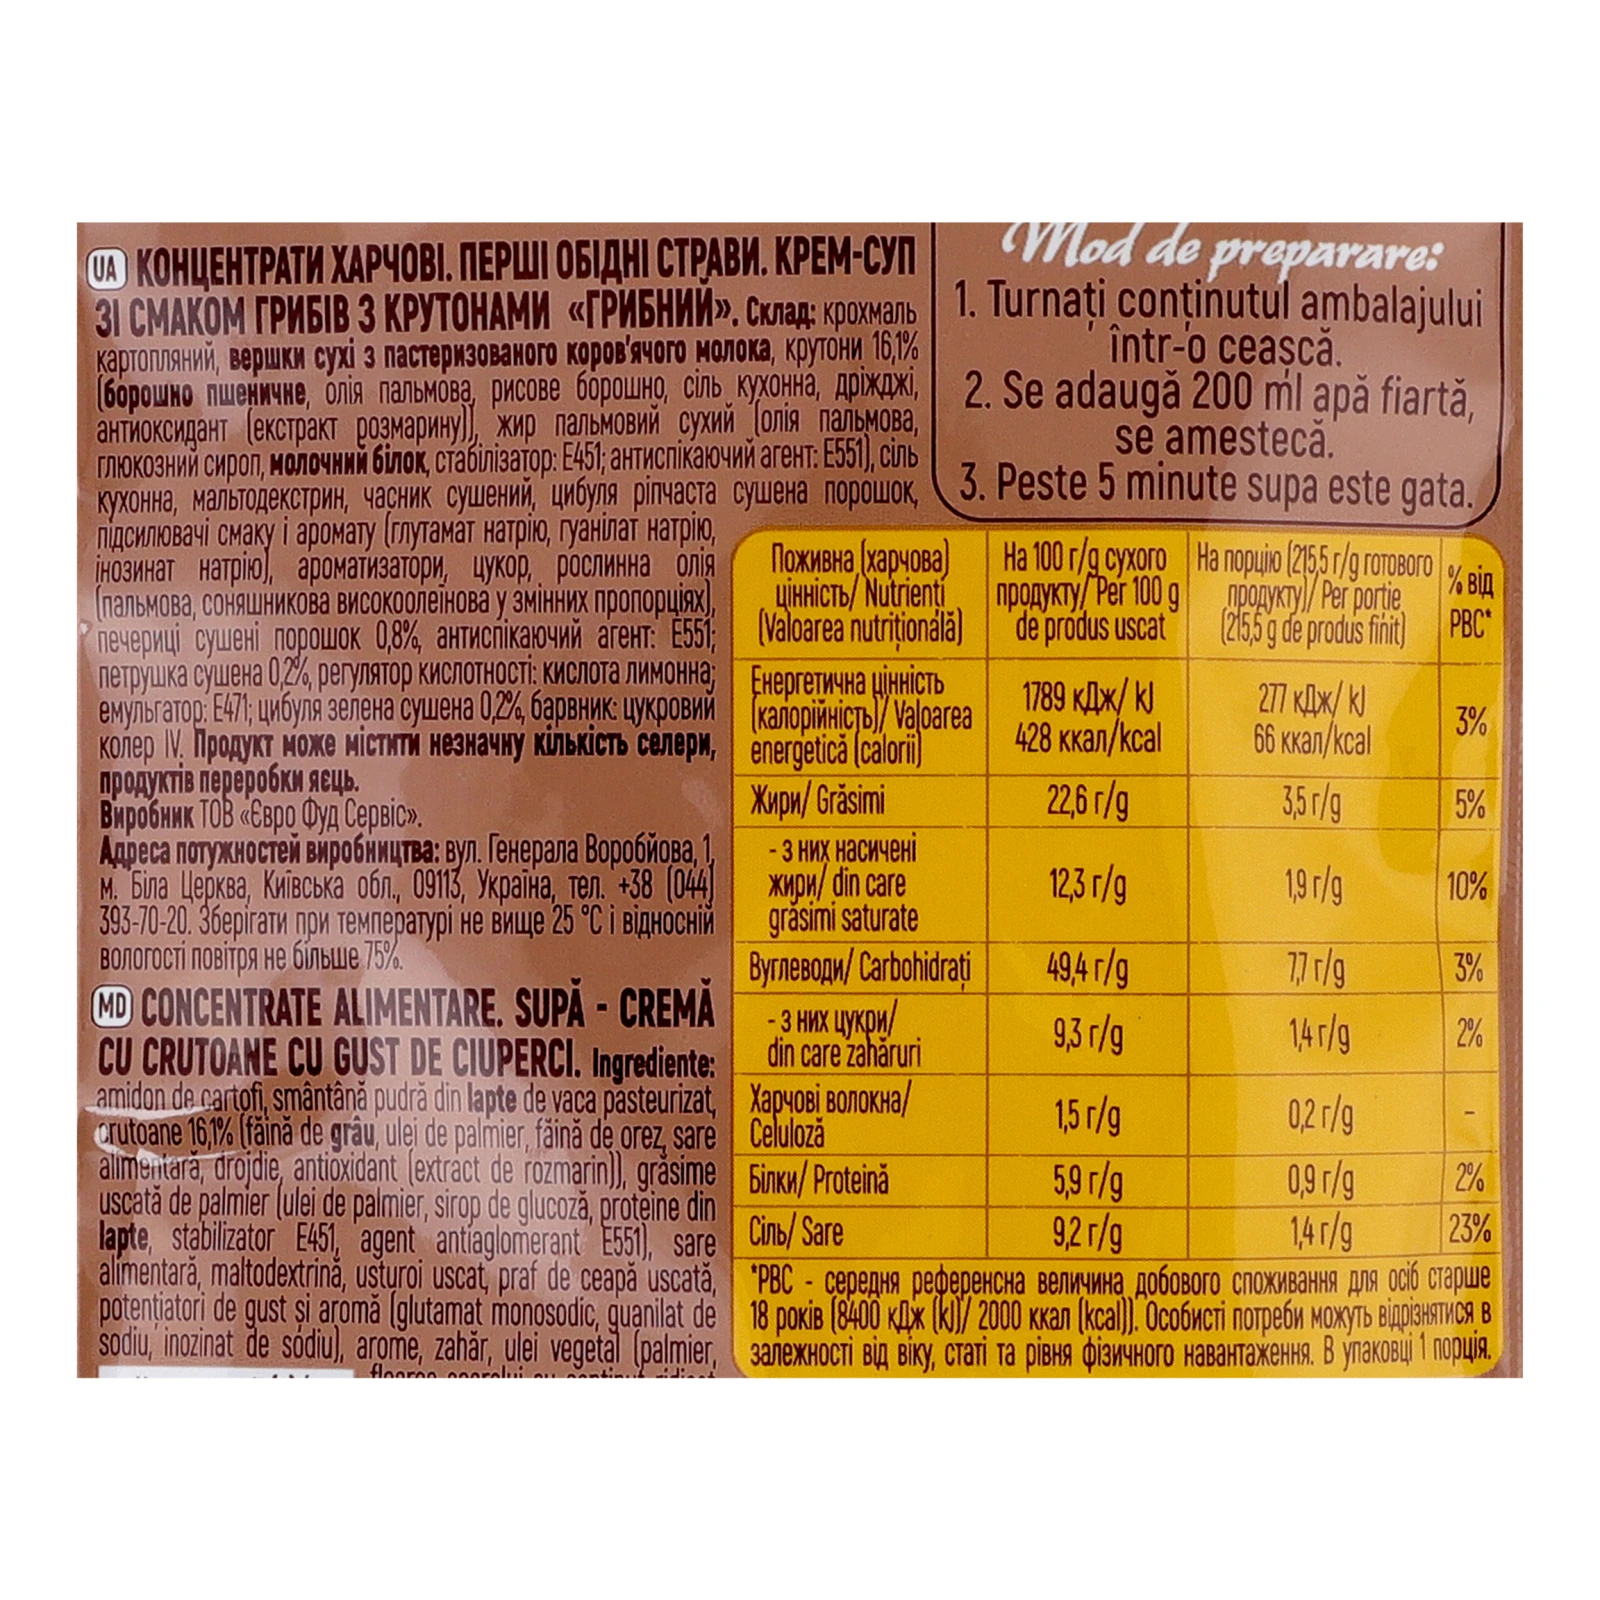 UA КОНЦЕНТРАТИ ХАРЧОВІ. ПЕРШІ ОБІДНІ СТРАВИ. КРЕМ-СУП
ЗІ СМАКОМ ГРИБІВ З КРУТОНАМИ «ГРИБНИЙ». Склад: крохмаль
картопляний, вершки сухі з пастеризованого коров'ячого молока, крутони 16,1%
(борошно пшеничне, олія пальмова, рисове борошно, сіль кухонна, дріжджі,
антиоксидант (екстракт розмарину)), жир пальмовий сухий (олія пальмова,
глюкозний сироп, молочний білок, стабілізатор: Е451; антиспікаючий агент: Е551), сіль
кухонна, мальтодекстрин, часник сушений, цибуля ріпчаста сушена порошок,
підсилювачі смаку і аромату (глутамат натрію, гуанілат натрію,
інозинат натрію), ароматизатори, цукор, рослинна олія
(пальмова, соняшникова високоолеїнова у змінних пропорціях),
печериці сушені порошок 0,8%, антиспікаючий агент: Е551;
петрушка сушена 0,2%, регулятор кислотності: кислота лимонна;
емульгатор: Е471; цибуля зелена сушена 0,2%, барвник: цукровий
колер IV. Продукт може містити незначну кількість селери,
продуктів переробки яєць.
Виробник ТОВ «Євро Фуд Сервіс».
Адреса потужностей виробництва: вул. Генерала Воробйова, 1,
м. Біла Церква, Київська обл., 09113, Україна, тел. +38 (044)
393-70-20. Зберігати при температурі не вище 25 °С і відносній
вологості повітря не більше 75%.
MD CONCENTRATE ALIMENTARE. SUPĂ - CREMĂ
CU CRUTOANE CU GUST DE CIUPERCI. Ingrediente:
amidon de cartofi, smântână pudră din lapte de vaca pasteurizat,
crutoane 16,1% (făină de grâu, ulei de palmier, făină de orez, sare
alimentară, drojdie, antioxidant (extract de rozmarin)), grăsime
uscată de palmier (ulei de palmier, sirop de glucoză, proteine din
lapte, stabilizator E451, agent antiaglomerant E551), sare
alimentară, maltodextrină, usturoi uscat, praf de ceapă uscată,
potențiatori de gust și aromă (glutamat monosodic, guanilat de
sodiu, inozinat de sodiu), arome, zahăr, ulei vegetal (palmier,
Mod de preparare:
1. Turnați conținutul ambalajului
într-o ceașcă.
2. Se adaugă 200 ml apă fiartă,
se amestecă.
3. Peste 5 minute supa este gata.
Поживна (харчова) цінність/ Nutrienți (Valoarea nutrițională) | На 100 г/g сухого продукту/ Per 100 g de produs uscat | На порцію (215,5 г/g готового продукту)/ Per porție (215,5 g de produs finit) | % від РВС*
Енергетична цінність (калорійність)/ Valoarea energetică (calorii) | 1789 кДж/ kJ 428 ккал/kcal | 277 кДж/ kJ 66 ккал/kcal | 3%
Жири/ Grăsimi | 22,6 г/g | 3,5 г/g | 5%
- з них насичені жири/ din care grăsimi saturate | 12,3 г/g | 1,9 г/g | 10%
Вуглеводи/ Carbohidrați | 49,4 г/g | 7,7 г/g | 3%
- з них цукри/ din care zahăruri | 9,3 г/g | 1,4 г/g | 2%
Харчові волокна/ Celuloză | 1,5 г/g | 0,2 г/g | -
Білки/ Proteină | 5,9 г/g | 0,9 г/g | 2%
Сіль/ Sare | 9,2 г/g | 1,4 г/g | 23%
*РВС - середня референсна величина добового споживання для осіб старше
18 років (8400 кДж (kJ)/ 2000 ккал (kcal)). Особисті потреби можуть відрізнятися в
залежності від віку, статі та рівня фізичного навантаження. В упаковці 1 порція.